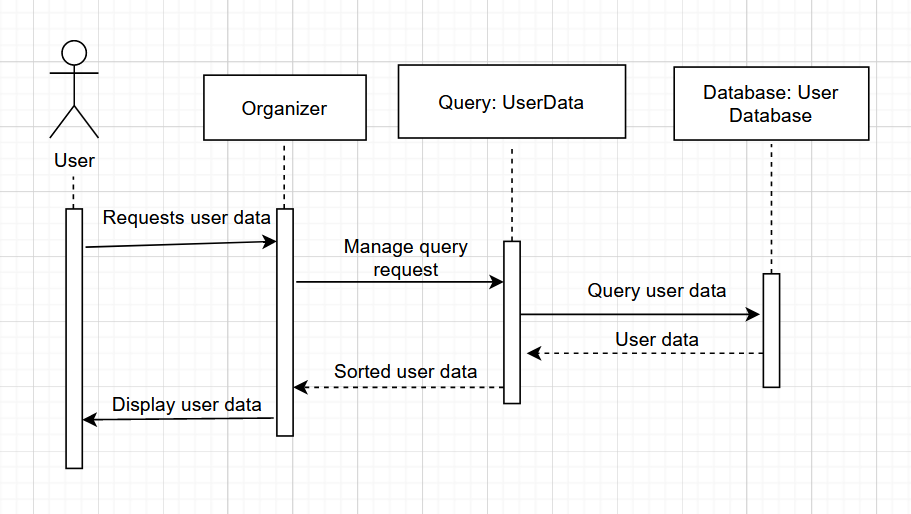 User
Organizer
Query: UserData
Database: User
Database
Requests user data
Manage query
request
Query user data
User data
Sorted user data
Display user data